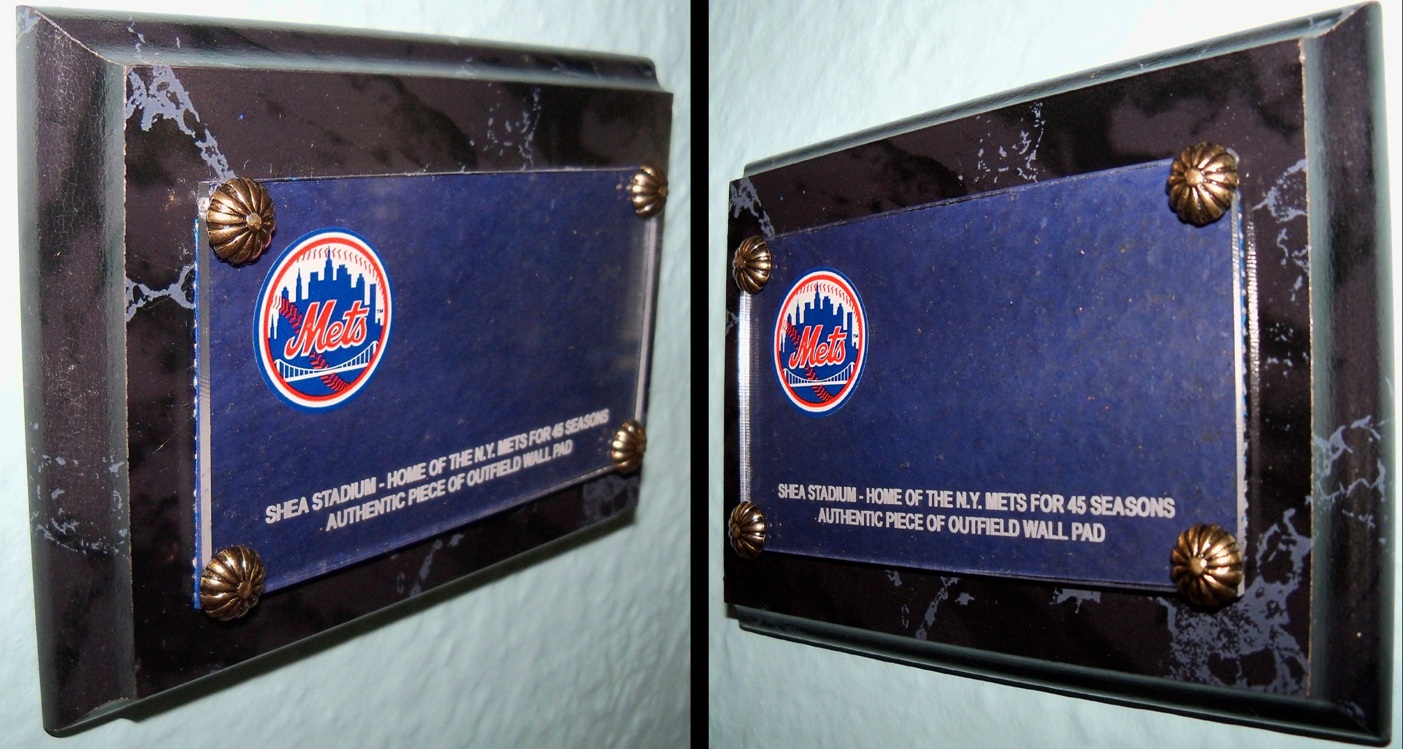 Mets
SHEA STADIUM - HOME OF THE N.Y. METS FOR 45 SEASONS
AUTHENTIC PIECE OF OUTFIELD WALL PAD
Mets
SHEA STADIUM - HOME OF THE N.Y. METS FOR 45 SEASONS
AUTHENTIC PIECE OF OUTFIELD WALL PAD